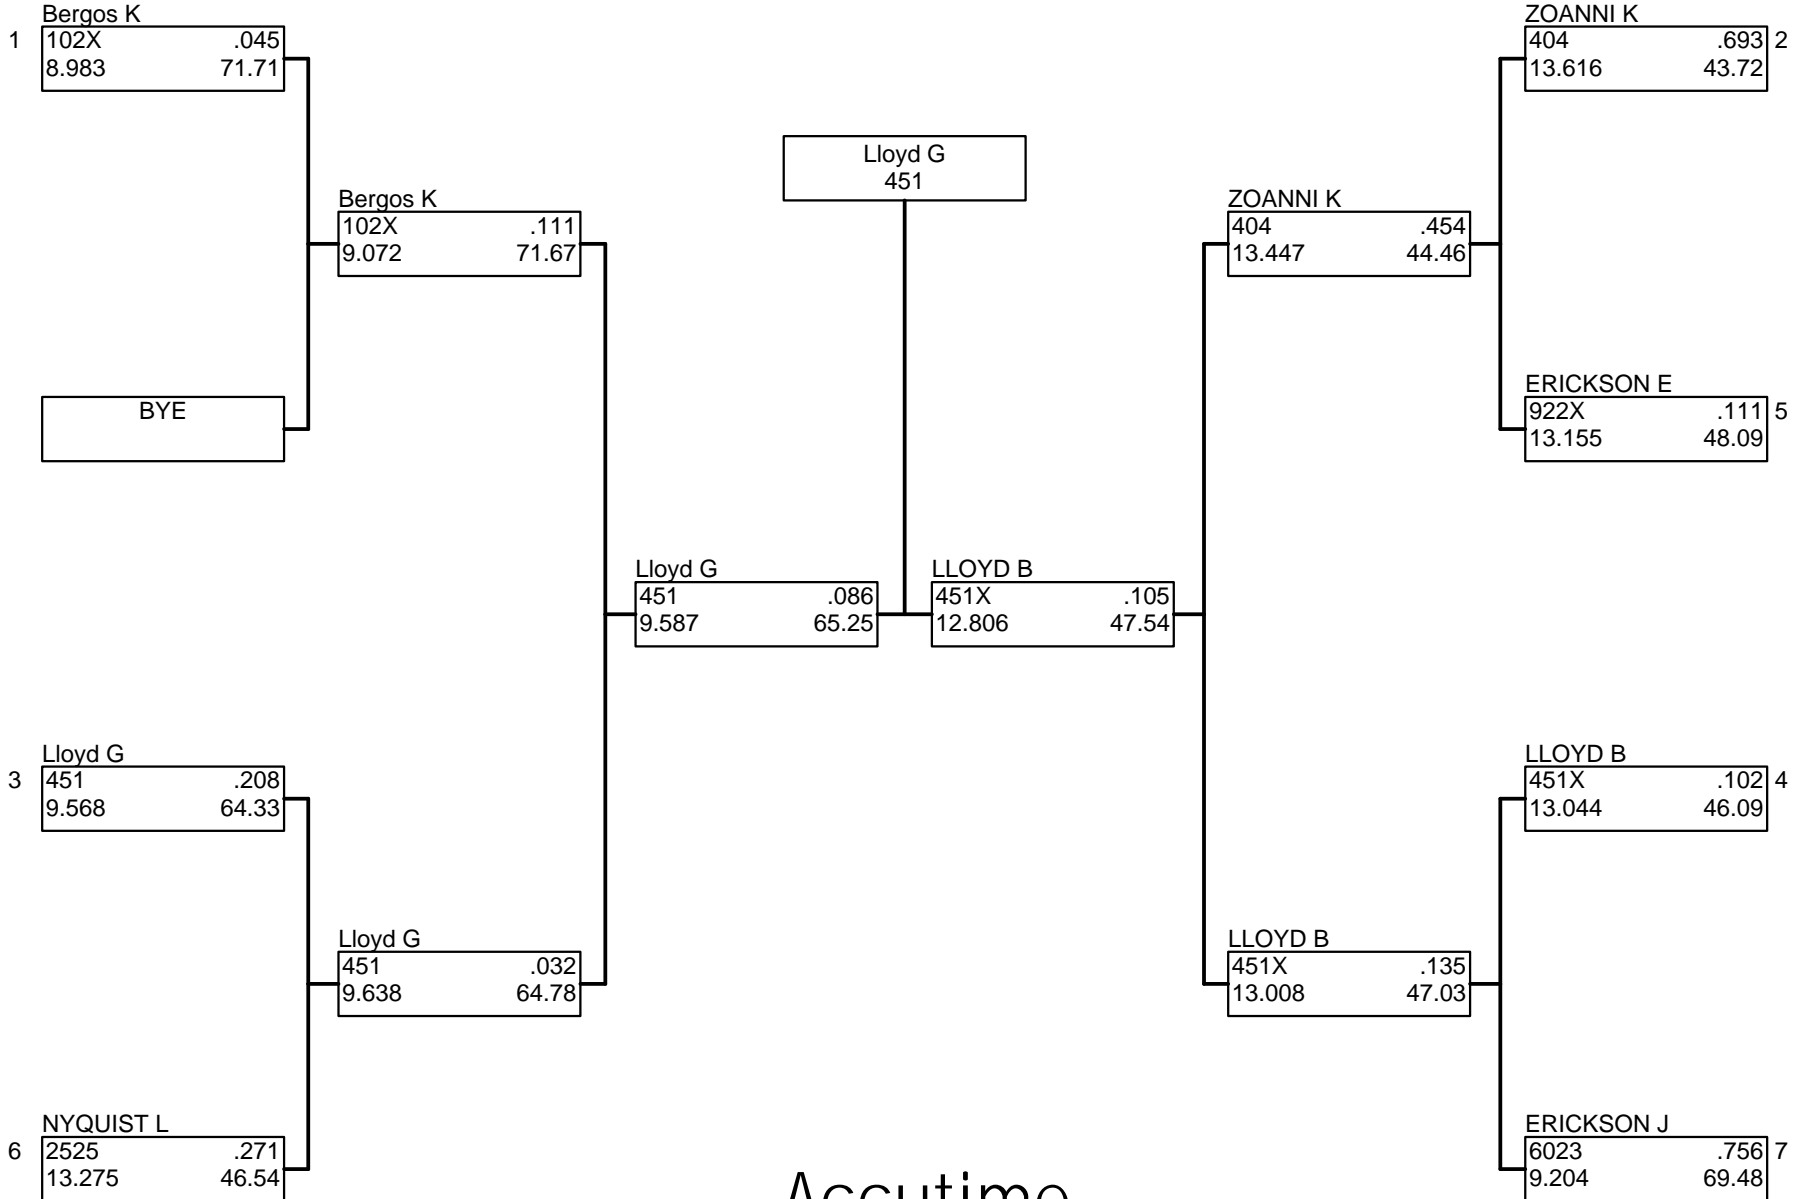 Bergos K
1
102X .045
8.983 71.71
BYE
Lloyd G
3
451 .208
9.568 64.33
NYQUIST L
6
2525 .271
13.275 46.54
Bergos K
102X .111
9.072 71.67
Lloyd G
451 .032
9.638 64.78
Lloyd G
451 .086
9.587 65.25
Lloyd G
451
LLOYD B
451X .105
12.806 47.54
ZOANNI K
404 .454
13.447 44.46
LLOYD B
451X .135
13.008 47.03
ZOANNI K
404 .693 2
13.616 43.72
ERICKSON E
922X .111 5
13.155 48.09
LLOYD B
451X .102 4
13.044 46.09
ERICKSON J
6023 .756 7
9.204 69.48
Accutime